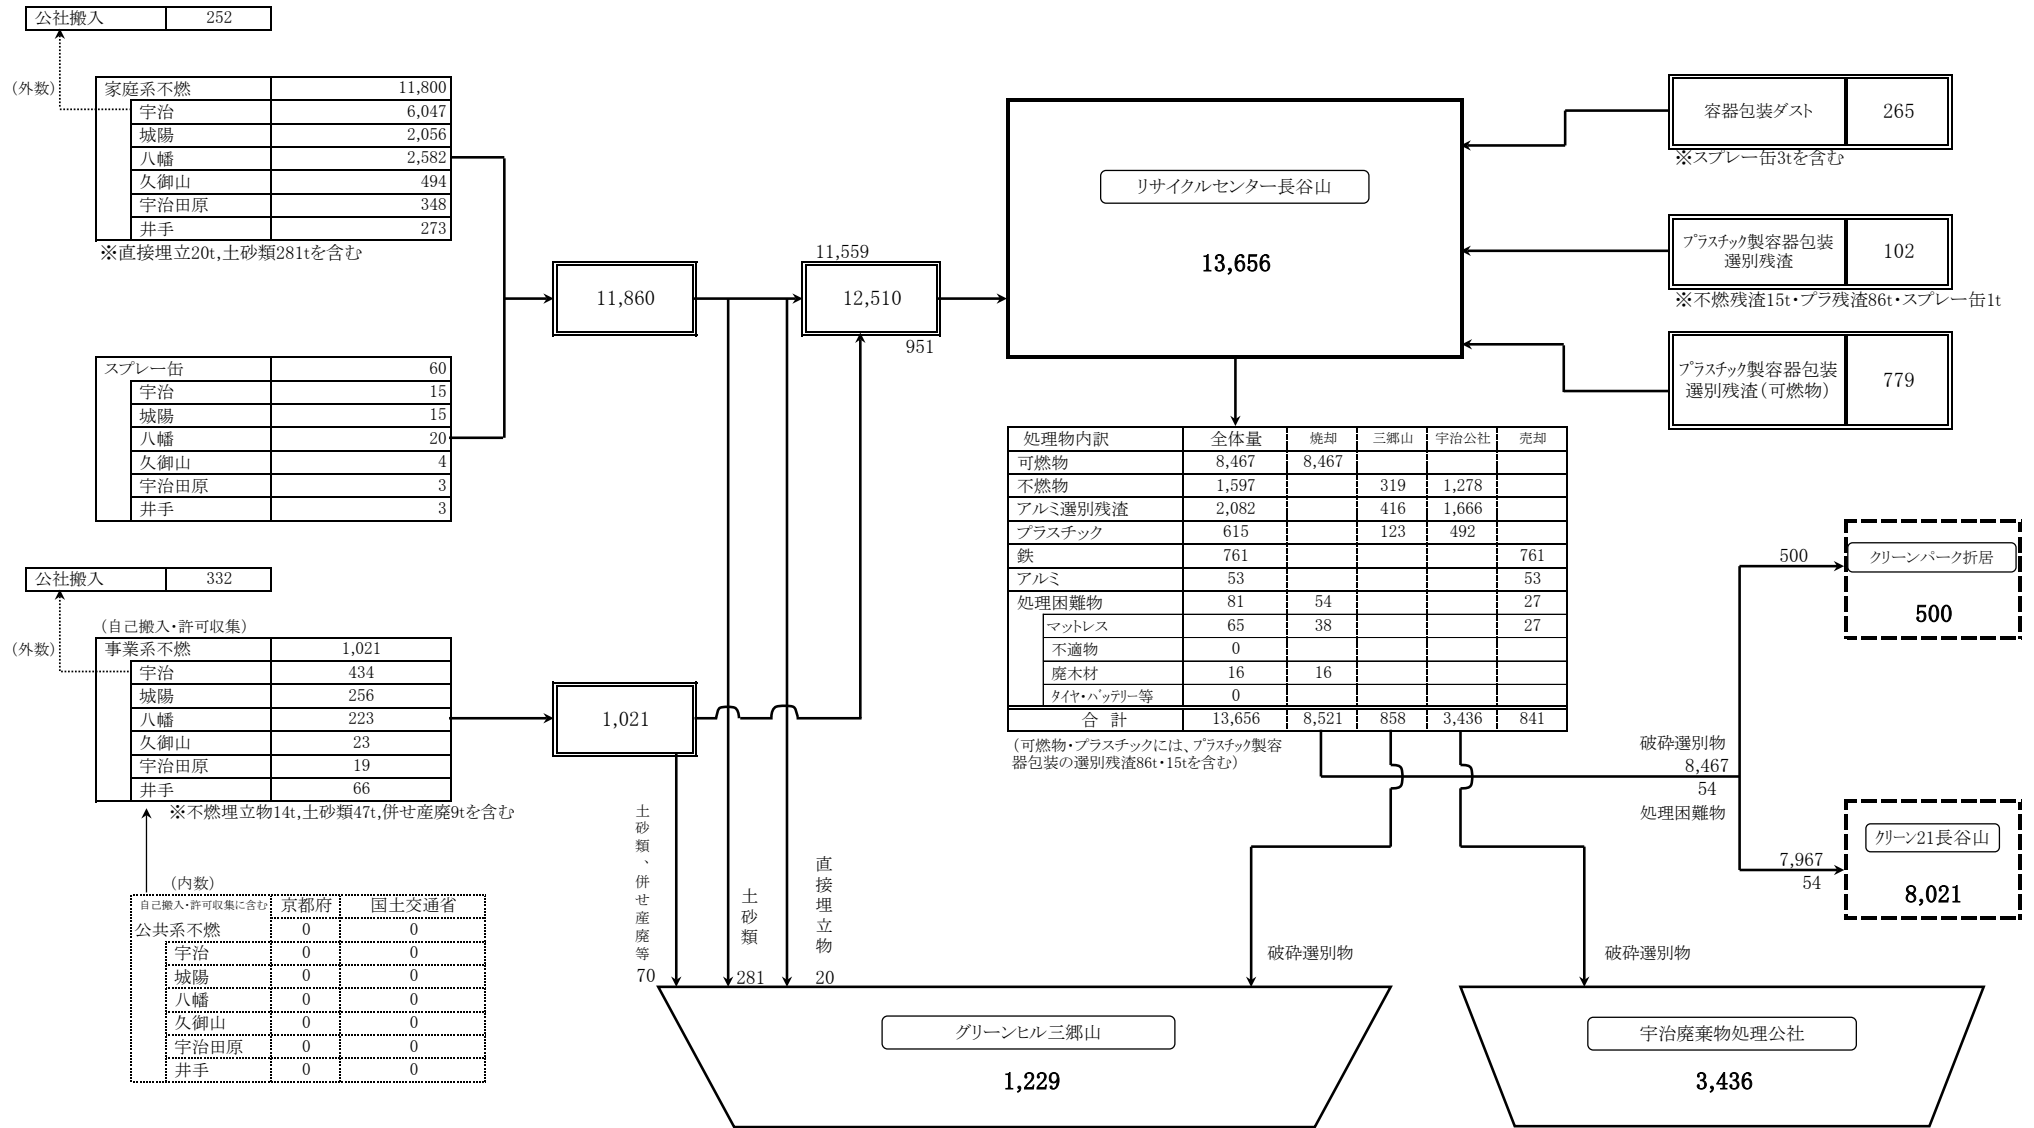 公社搬入 252
(外数)
家庭系不燃 11,800
宇治 6,047
城陽 2,056
八幡 2,582
久御山 494
宇治田原 348
井手 273
※直接埋立20t,土砂類281tを含む
スプレー缶 60
宇治 15
城陽 15
八幡 20
久御山 4
宇治田原 3
井手 3
公社搬入 332
(外数)
(自己搬入・許可収集)
事業系不燃 1,021
宇治 434
城陽 256
八幡 223
久御山 23
宇治田原 19
井手 66
※不燃埋立物14t,土砂類47t,併せ産廃9tを含む
(内数)
自己搬入・許可収集に含む 京都府 国土交通省
公共系不燃 0 0
宇治 0 0
城陽 0 0
八幡 0 0
久御山 0 0
宇治田原 0 0
井手 0 0
11,860
11,559
12,510
951
1,021
土砂類、併せ産廃等
70
土砂類
281
直接埋立物
20
リサイクルセンター長谷山
13,656
容器包装ダスト 265
※スプレー缶3tを含む
プラスチック製容器包装
選別残渣
102
※不燃残渣15t・プラ残渣86t・スプレー缶1t
プラスチック製容器包装
選別残渣(可燃物)
779
処理物内訳 全体量 焼却 三郷山 宇治公社 売却
可燃物 8,467 8,467
不燃物 1,597 319 1,278
アルミ選別残渣 2,082 416 1,666
プラスチック 615 123 492
鉄 761 761
アルミ 53 53
処理困難物 81 54 27
マットレス 65 38 27
不適物 0
廃木材 16 16
タイヤ・バッテリー等 0
合 計 13,656 8,521 858 3,436 841
(可燃物・プラスチックには、プラスチック製容
器包装の選別残渣86t・15tを含む)
破砕選別物
8,467
54
処理困難物
500
クリーンパーク折居
500
7,967
54
クリーン21長谷山
8,021
破砕選別物
破砕選別物
グリーンヒル三郷山
1,229
宇治廃棄物処理公社
3,436